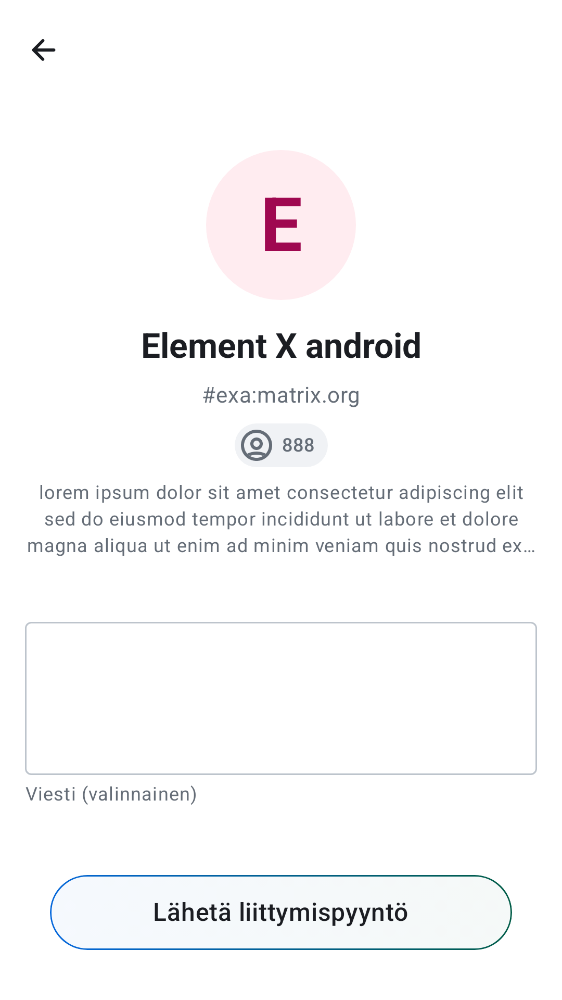 E
Element X android
#exa:matrix.org
888
lorem ipsum dolor sit amet consectetur adipiscing elit
sed do eiusmod tempor incididunt ut labore et dolore
magna aliqua ut enim ad minim veniam quis nostrud ex…
Viesti (valinnainen)
Lähetä liittymispyyntö